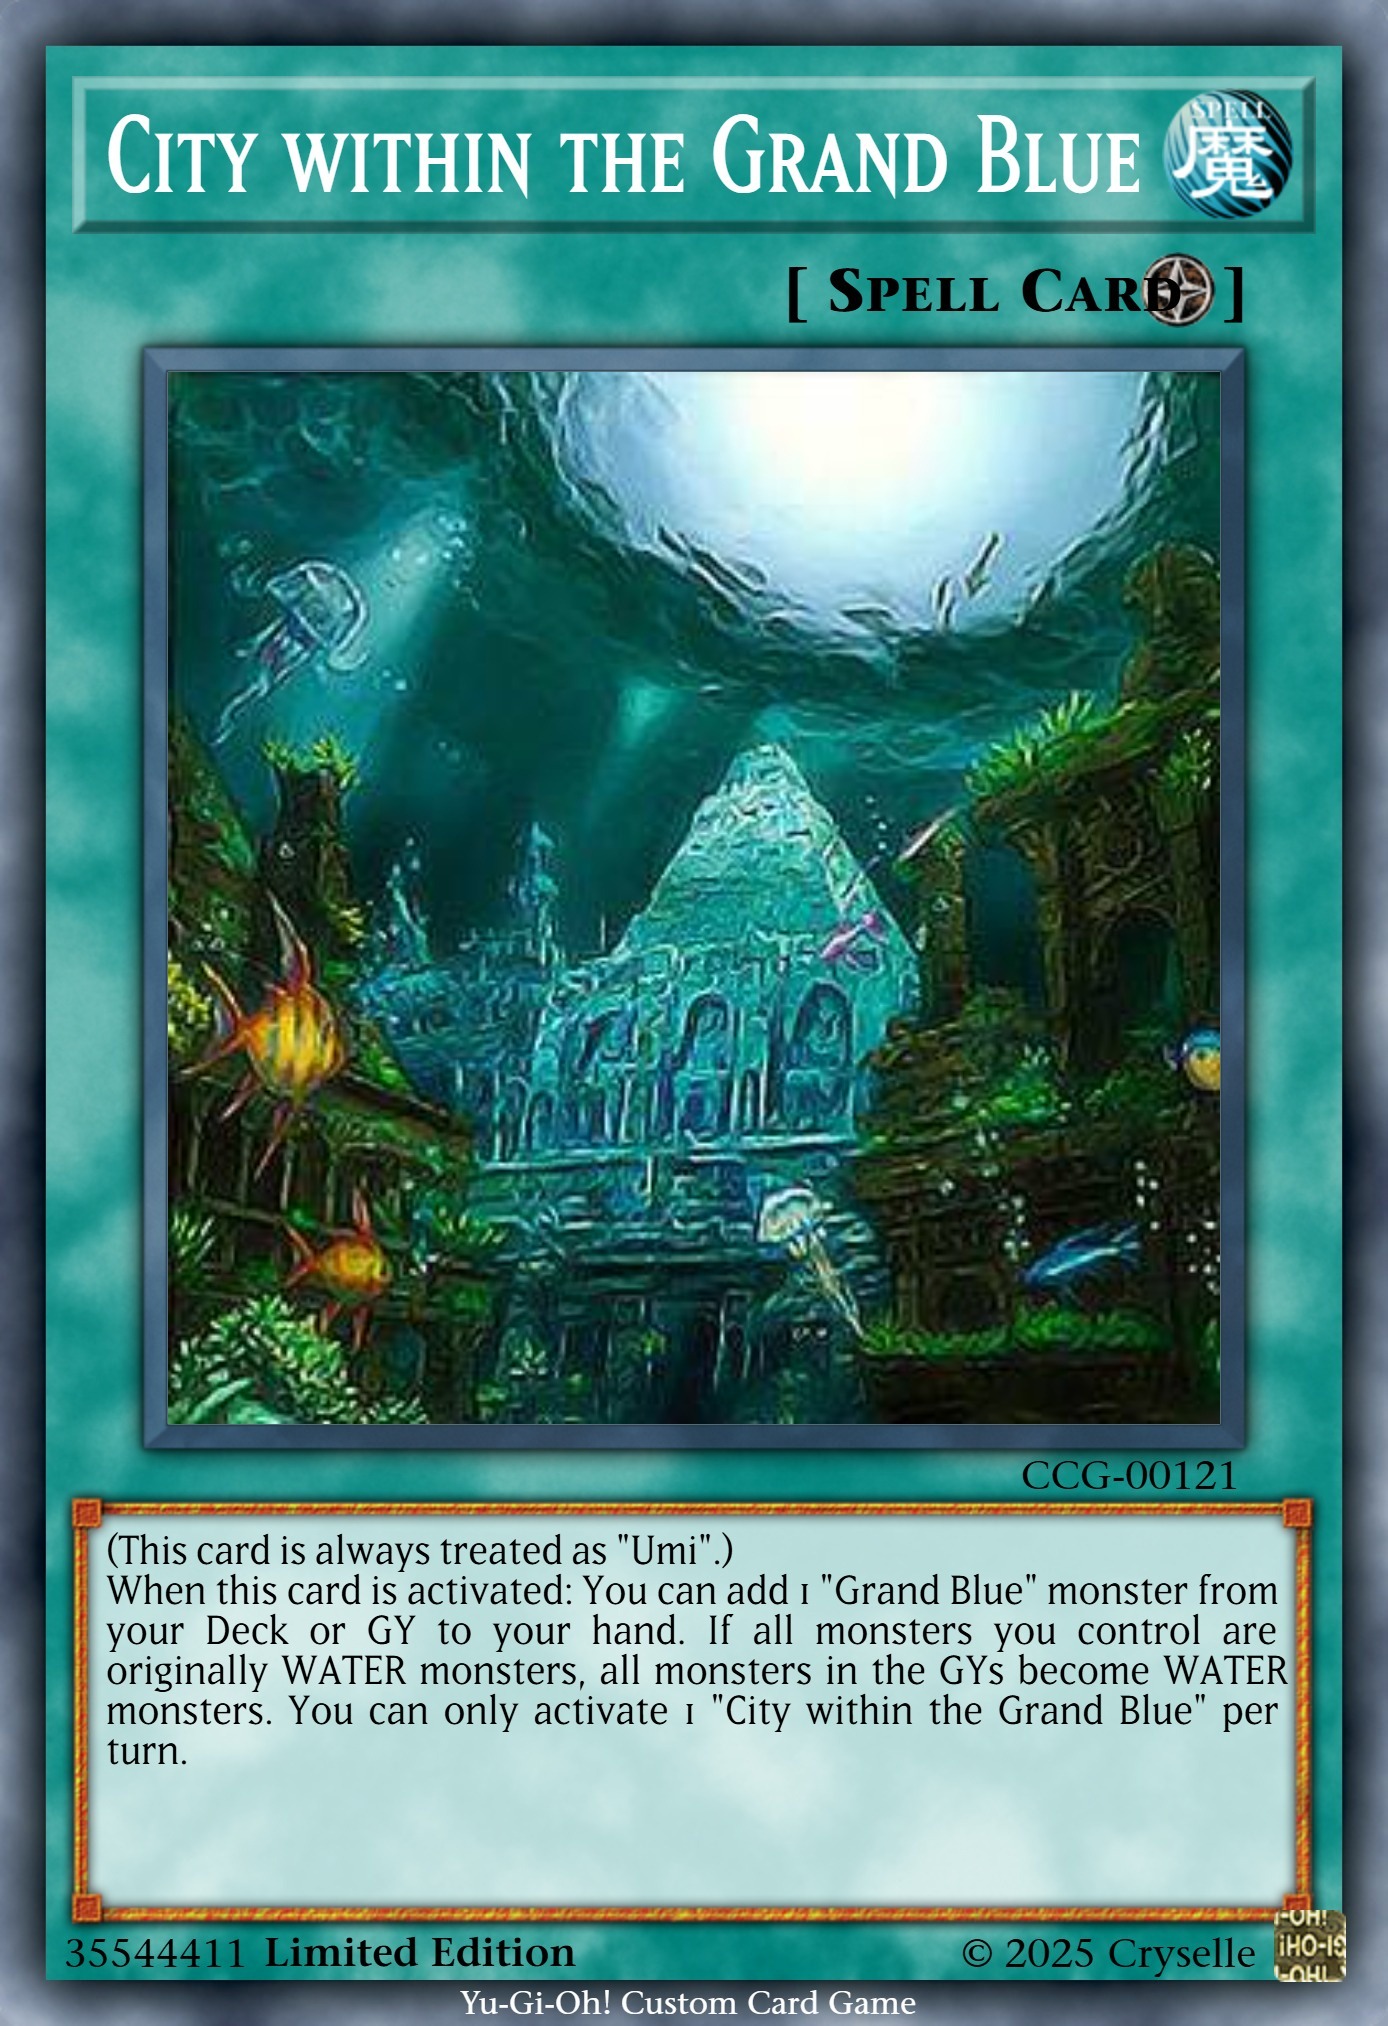 City within the Grand Blue
SPELL
魔
[ Spell Card ]
CCG-00121
(This card is always treated as "Umi".)
When this card is activated: You can add 1 "Grand Blue" monster from
your Deck or GY to your hand. If all monsters you control are
originally WATER monsters, all monsters in the GYs become WATER
monsters. You can only activate 1 "City within the Grand Blue" per
turn.
35544411 Limited Edition
© 2025 Cryselle
Yu-Gi-Oh! Custom Card Game